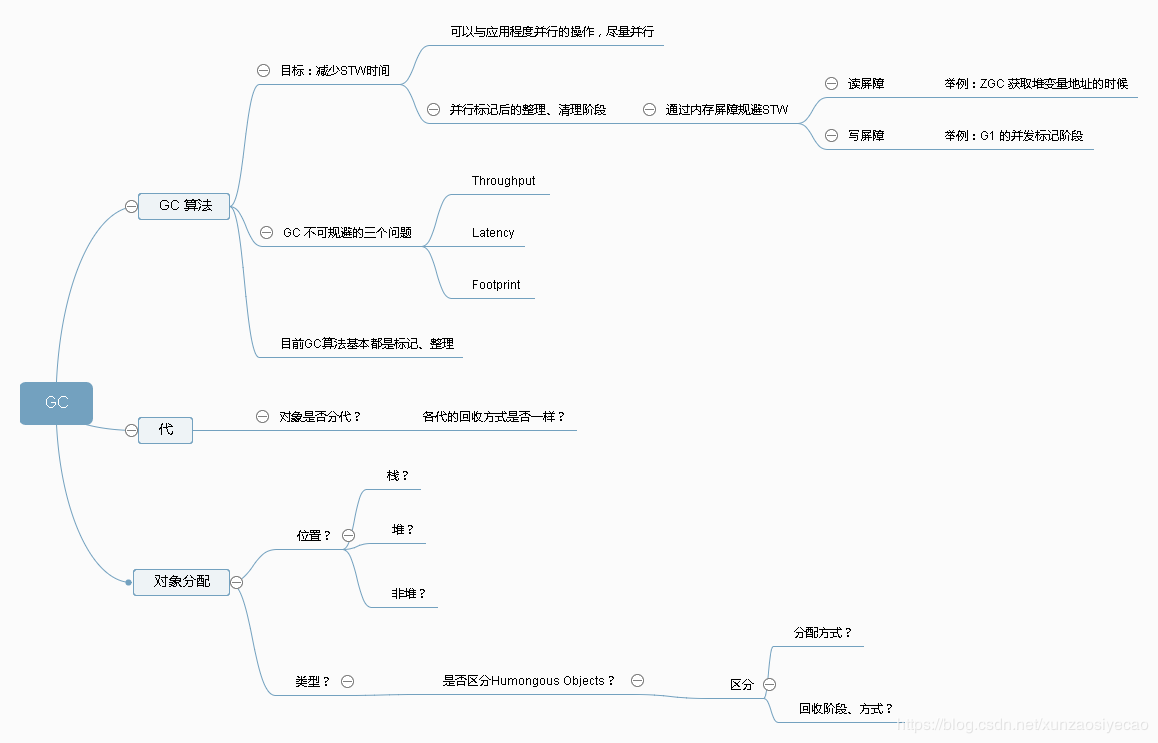 可以与应用程度并行的操作，尽量并行
目标：减少STW时间
读屏障 举例：ZGC 获取堆变量地址的时候
并行标记后的整理、清理阶段 通过内存屏障规避STW
写屏障 举例：G1 的并发标记阶段
Throughput
GC 算法
GC 不可规避的三个问题
Latency
Footprint
目前GC算法基本都是标记、整理
GC
代
对象是否分代？ 各代的回收方式是否一样？
栈？
位置？
堆？
对象分配
非堆？
分配方式？
类型？ 是否区分Humongous Objects？ 区分
回收阶段、方式？
https://blog.csdn.net/xunzaosiyecao